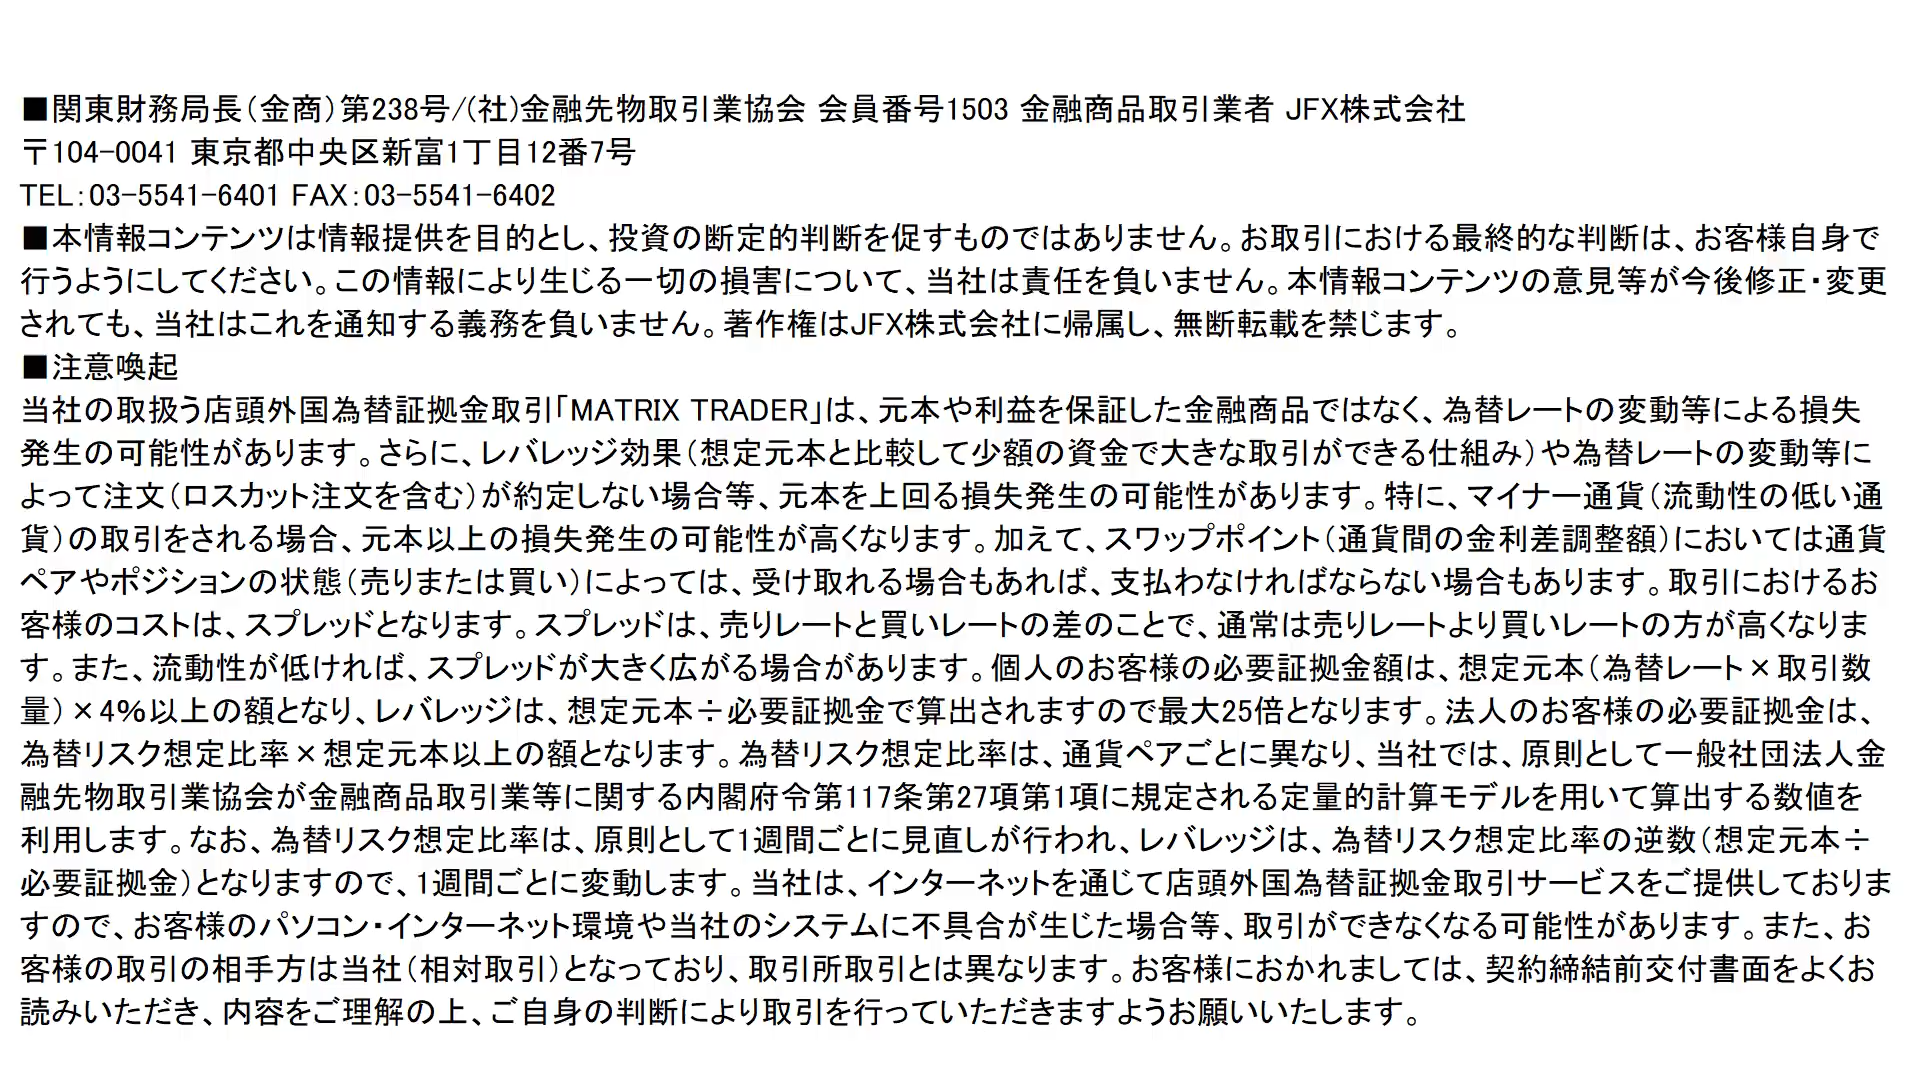 ■関東財務局長（金商）第238号/(社)金融先物取引業協会 会員番号1503 金融商品取引業者 JFX株式会社
〒104-0041 東京都中央区新富1丁目12番7号
TEL：03-5541-6401 FAX：03-5541-6402
■本情報コンテンツは情報提供を目的とし、投資の断定的判断を促すものではありません。お取引における最終的な判断は、お客様自身で
行うようにしてください。この情報により生じる一切の損害について、当社は責任を負いません。本情報コンテンツの意見等が今後修正・変更
されても、当社はこれを通知する義務を負いません。著作権はJFX株式会社に帰属し、無断転載を禁じます。
■注意喚起
当社の取扱う店頭外国為替証拠金取引「MATRIX TRADER」は、元本や利益を保証した金融商品ではなく、為替レートの変動等による損失
発生の可能性があります。さらに、レバレッジ効果（想定元本と比較して少額の資金で大きな取引ができる仕組み）や為替レートの変動等に
よって注文（ロスカット注文を含む）が約定しない場合等、元本を上回る損失発生の可能性があります。特に、マイナー通貨（流動性の低い通
貨）の取引をされる場合、元本以上の損失発生の可能性が高くなります。加えて、スワップポイント（通貨間の金利差調整額）においては通貨
ペアやポジションの状態（売りまたは買い）によっては、受け取れる場合もあれば、支払わなければならない場合もあります。取引におけるお
客様のコストは、スプレッドとなります。スプレッドは、売りレートと買いレートの差のことで、通常は売りレートより買いレートの方が高くなりま
す。また、流動性が低ければ、スプレッドが大きく広がる場合があります。個人のお客様の必要証拠金額は、想定元本（為替レート×取引数
量）×4％以上の額となり、レバレッジは、想定元本÷必要証拠金で算出されますので最大25倍となります。法人のお客様の必要証拠金は、
為替リスク想定比率×想定元本以上の額となります。為替リスク想定比率は、通貨ペアごとに異なり、当社では、原則として一般社団法人金
融先物取引業協会が金融商品取引業等に関する内閣府令第117条第27項第1項に規定される定量的計算モデルを用いて算出する数値を
利用します。なお、為替リスク想定比率は、原則として1週間ごとに見直しが行われ、レバレッジは、為替リスク想定比率の逆数（想定元本÷
必要証拠金）となりますので、1週間ごとに変動します。当社は、インターネットを通じて店頭外国為替証拠金取引サービスをご提供しておりま
すので、お客様のパソコン・インターネット環境や当社のシステムに不具合が生じた場合等、取引ができなくなる可能性があります。また、お
客様の取引の相手方は当社（相対取引）となっており、取引所取引とは異なります。お客様におかれましては、契約締結前交付書面をよくお
読みいただき、内容をご理解の上、ご自身の判断により取引を行っていただきますようお願いいたします。